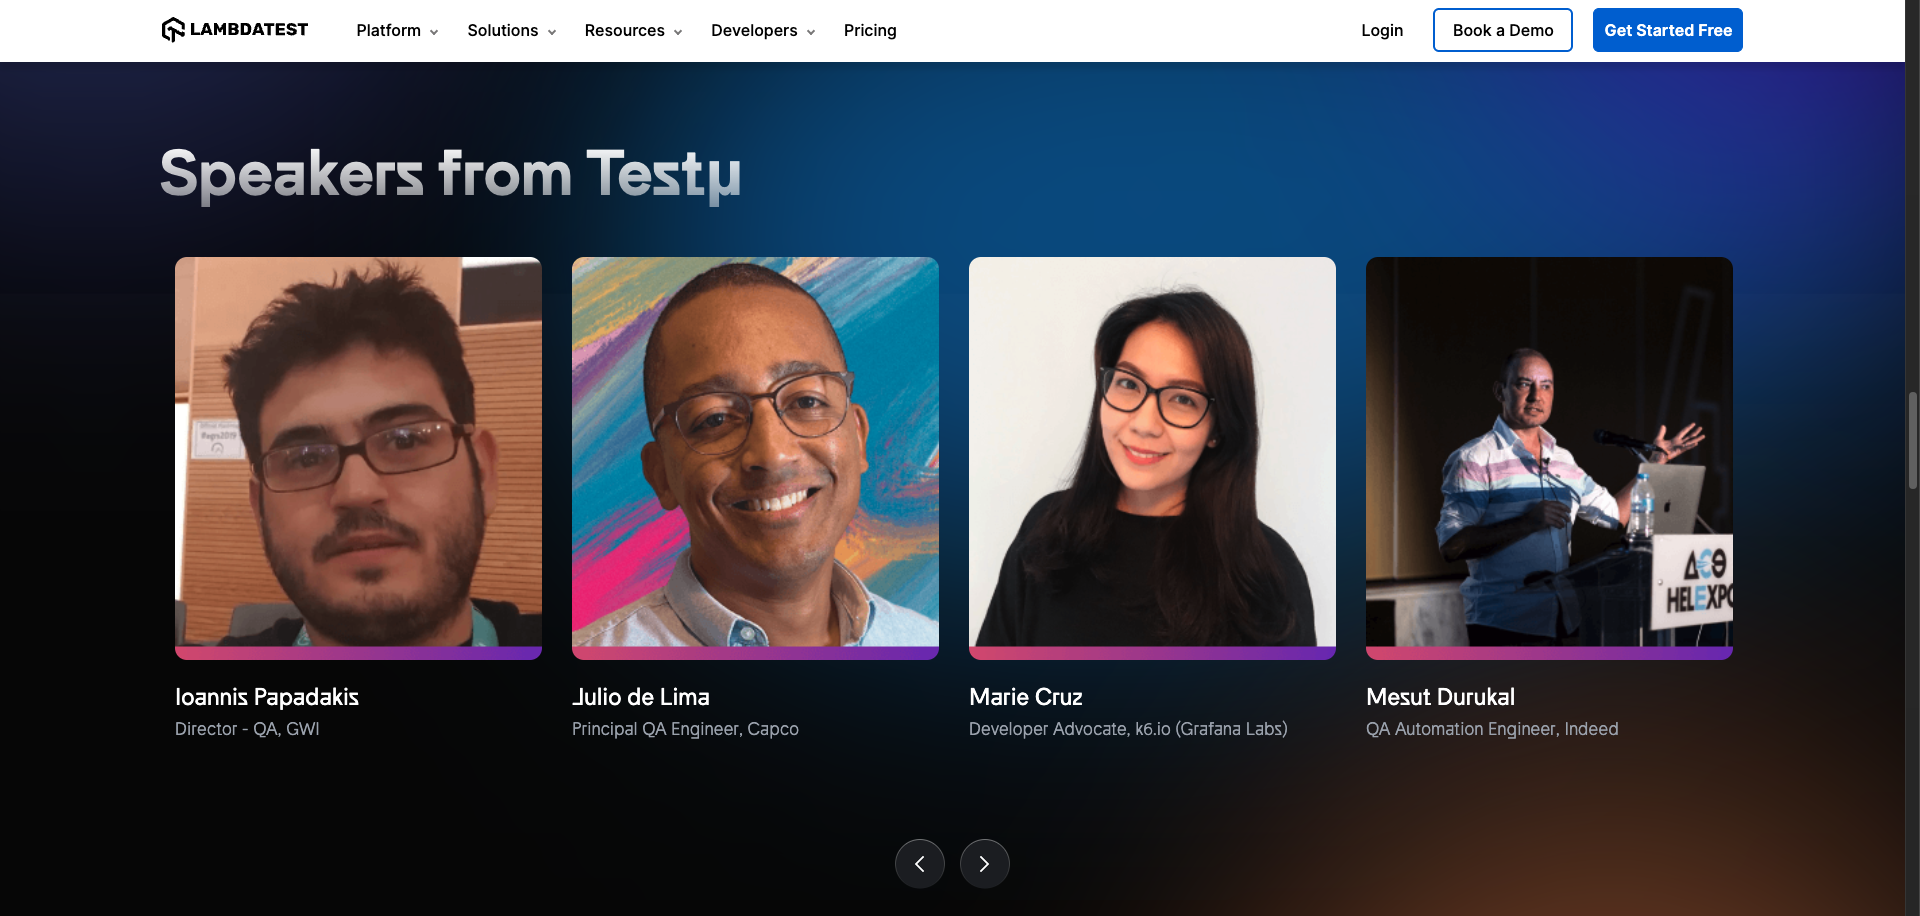 LAMBDATEST
Platform
Solutions
Resources
Developers
Pricing
Login
Book a Demo
Get Started Free
Speakers from Testμ
#aps2019
HELEXPO
Ioannis Papadakis
Director - QA, GWI
Julio de Lima
Principal QA Engineer, Capco
Marie Cruz
Developer Advocate, k6.io (Grafana Labs)
Mesut Durukal
QA Automation Engineer, Indeed